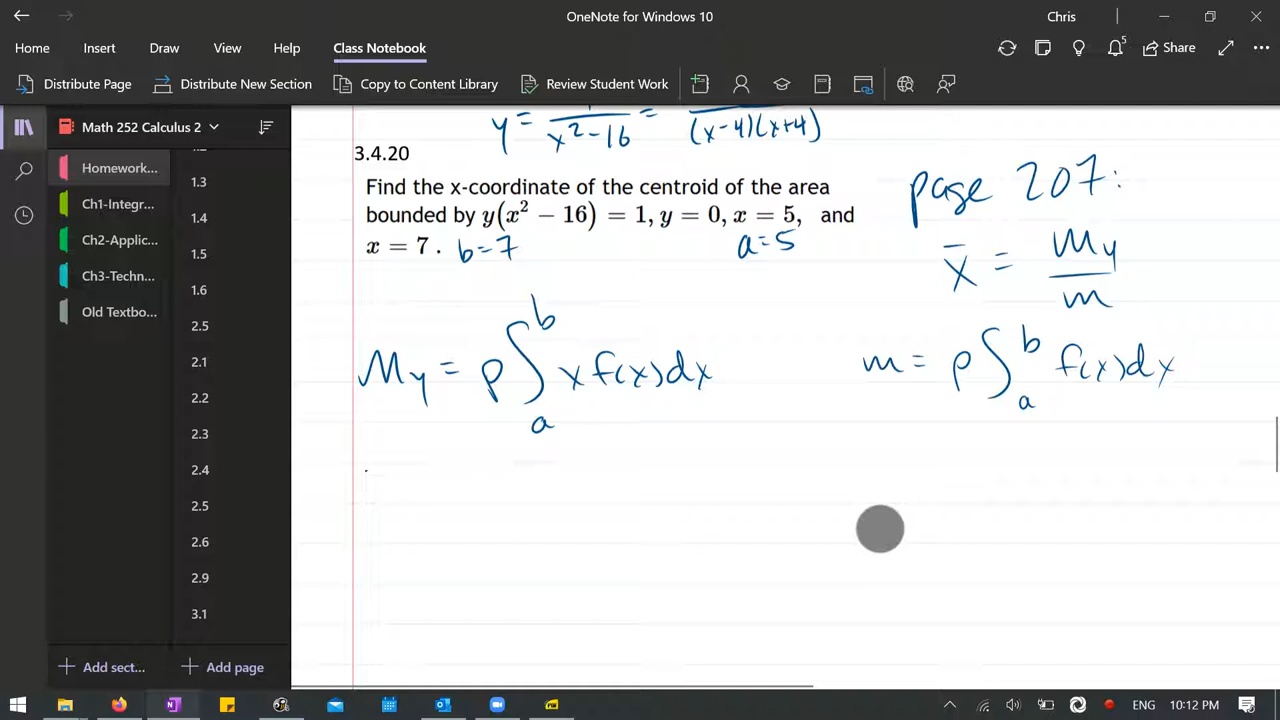 OneNote for Windows 10
Chris
Home Insert Draw View Help Class Notebook
5 Share
Distribute Page Distribute New Section Copy to Content Library Review Student Work
Math 252 Calculus 2
Homework...
Ch1-Integr...
Ch2-Applic...
Ch3-Techn...
Old Textbo...
1.3
1.4
1.5
1.6
2.5
2.1
2.2
2.3
2.4
2.5
2.6
2.9
3.1
Add sect... Add page
y = / x² - 16 = / (x-4)(x+4)
3.4.20
Find the x-coordinate of the centroid of the area
bounded by y(x² − 16) = 1, y = 0, x = 5, and
x = 7 . b=7 a=5
page 207:
x̄ = My / m
My = ρ ∫ₐᵇ x f(x) dx
m = ρ ∫ₐᵇ f(x) dx
ENG 10:12 PM